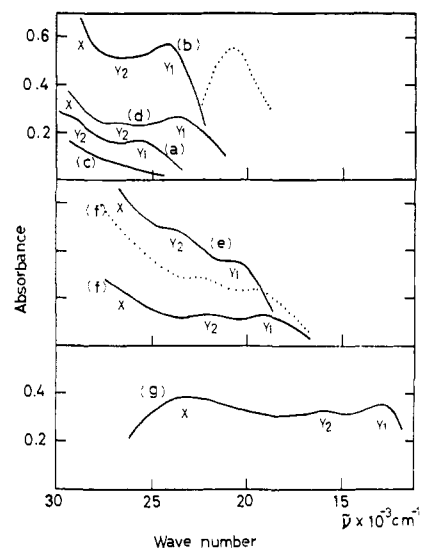 0.6
X
(b)
Y2
Y1
0.4
X
(d)
Y1
0.2
Y2
Y2
Y1
(a)
(c)
Absorbance
X
(f')
Y2
(e)
Y1
(f)
X
Y2
Y1
0.4
(g)
X
Y2
Y1
0.2
30
25
20
15
ν̃ × 10⁻³ cm⁻¹
Wave number